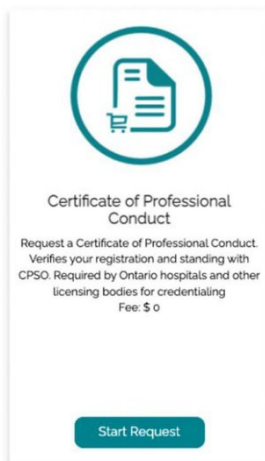 Certificate of Professional
Conduct
Request a Certificate of Professional Conduct.
Verifies your registration and standing with
CPSO. Required by Ontario hospitals and other
licensing bodies for credentialing
Fee: $ 0
Start Request